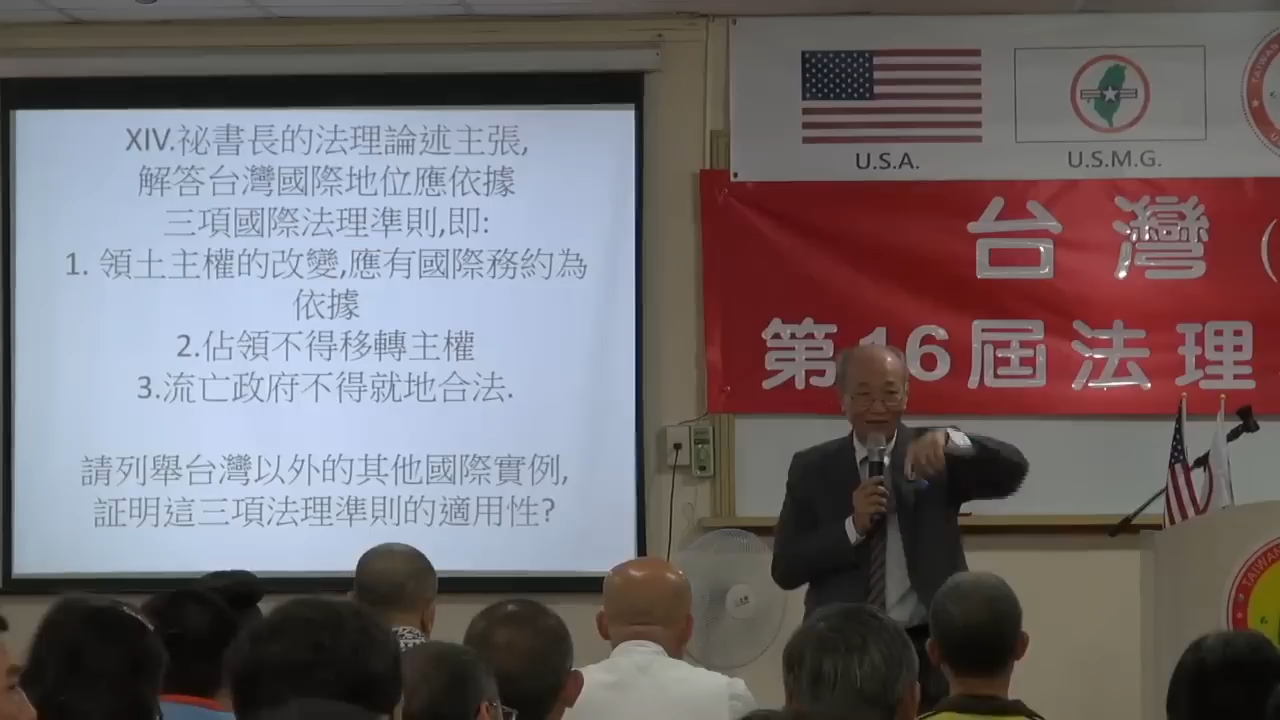 XIV.祕書長的法理論述主張,
解答台灣國際地位應依據
三項國際法理準則,即:
1. 領土主權的改變,應有國際務約為
依據
2.佔領不得移轉主權
3.流亡政府不得就地合法.
請列舉台灣以外的其他國際實例,
証明這三項法理準則的適用性?
U.S.A.
U.S.M.G.
台灣(
第16屆法理
TAIWAN
TAIWAN